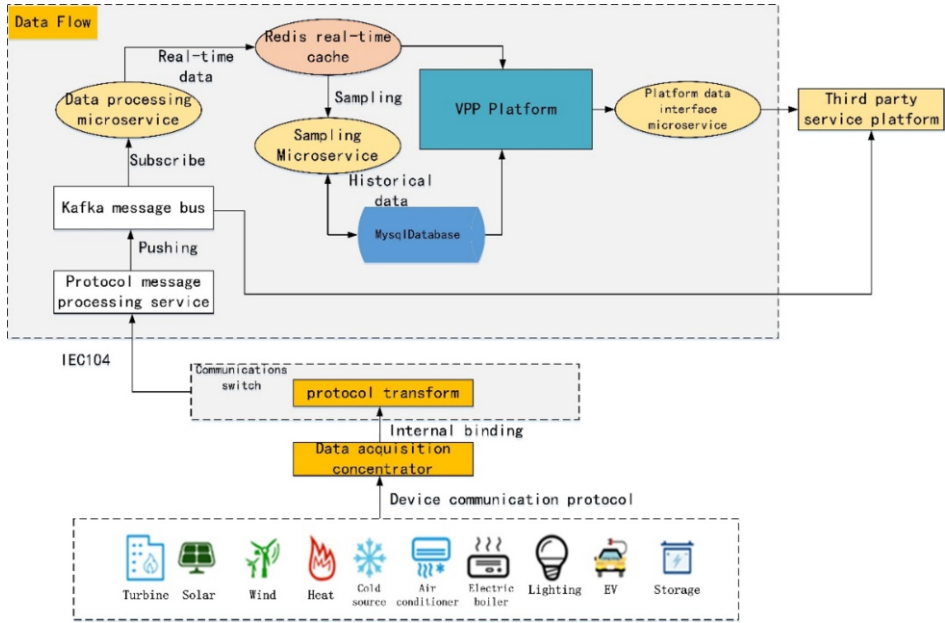 Data Flow
Real-time
data
Redis real-time
cache
Data processing
microservice
Sampling
Sampling
Microservice
VPP Platform
Platform data
interface
microservice
Third party
service platform
Subscribe
Historical
data
Kafka message bus
MysqlDatabase
Pushing
Protocol message
processing service
IEC104
Communications
switch
protocol transform
Internal binding
Data acquisition
concentrator
Device communication protocol
Turbine
Solar
Wind
Heat
Cold
source
Air
conditioner
Electric
boiler
Lighting
EV
Storage